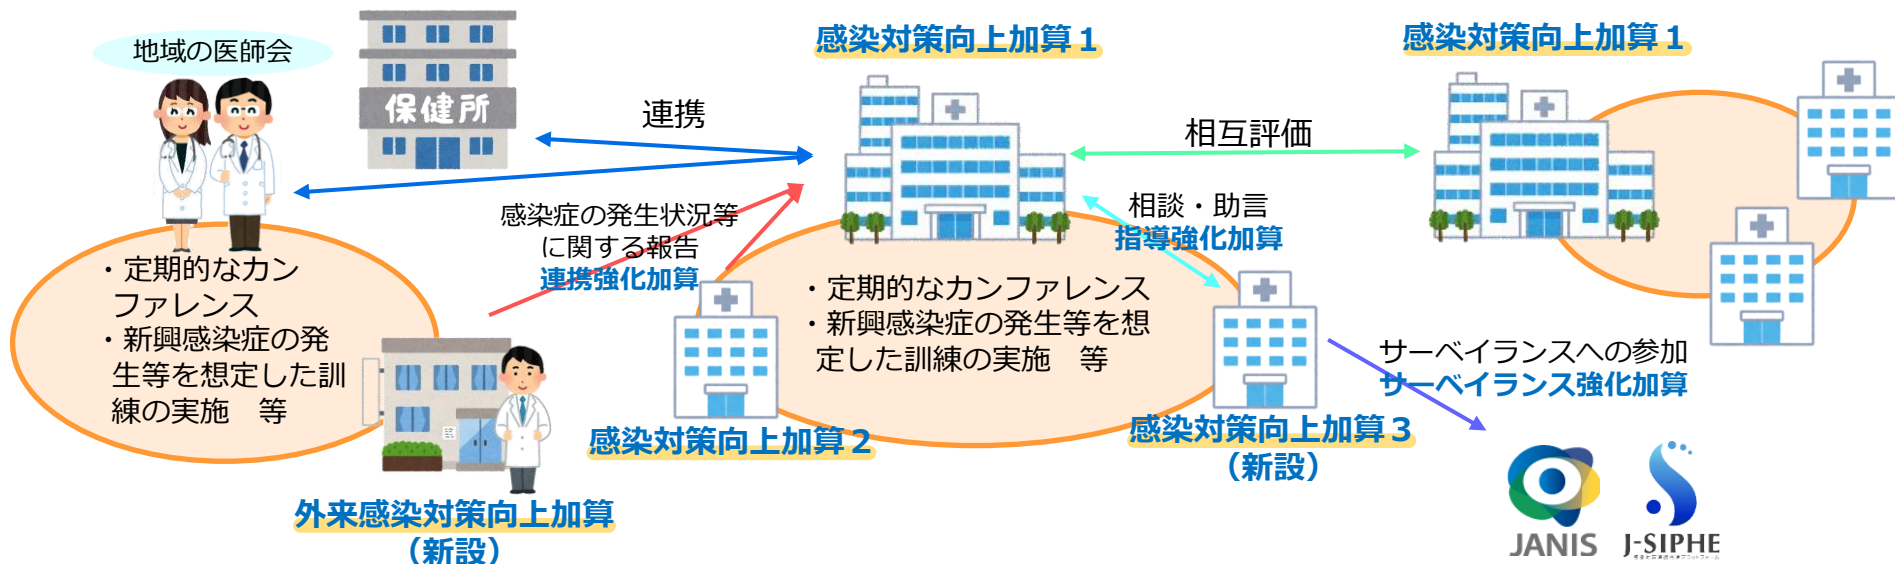 地域の医師会
保健所
感染対策向上加算１
感染対策向上加算１
連携
相互評価
感染症の発生状況等
に関する報告
連携強化加算
相談・助言
指導強化加算
・定期的なカン
ファレンス
・新興感染症の発
生等を想定した訓
練の実施　等
・定期的なカンファレンス
・新興感染症の発生等を想
定した訓練の実施　等
サーベイランスへの参加
サーベイランス強化加算
感染対策向上加算２
感染対策向上加算３
（新設）
外来感染対策向上加算
（新設）
JANIS
J-SIPHE